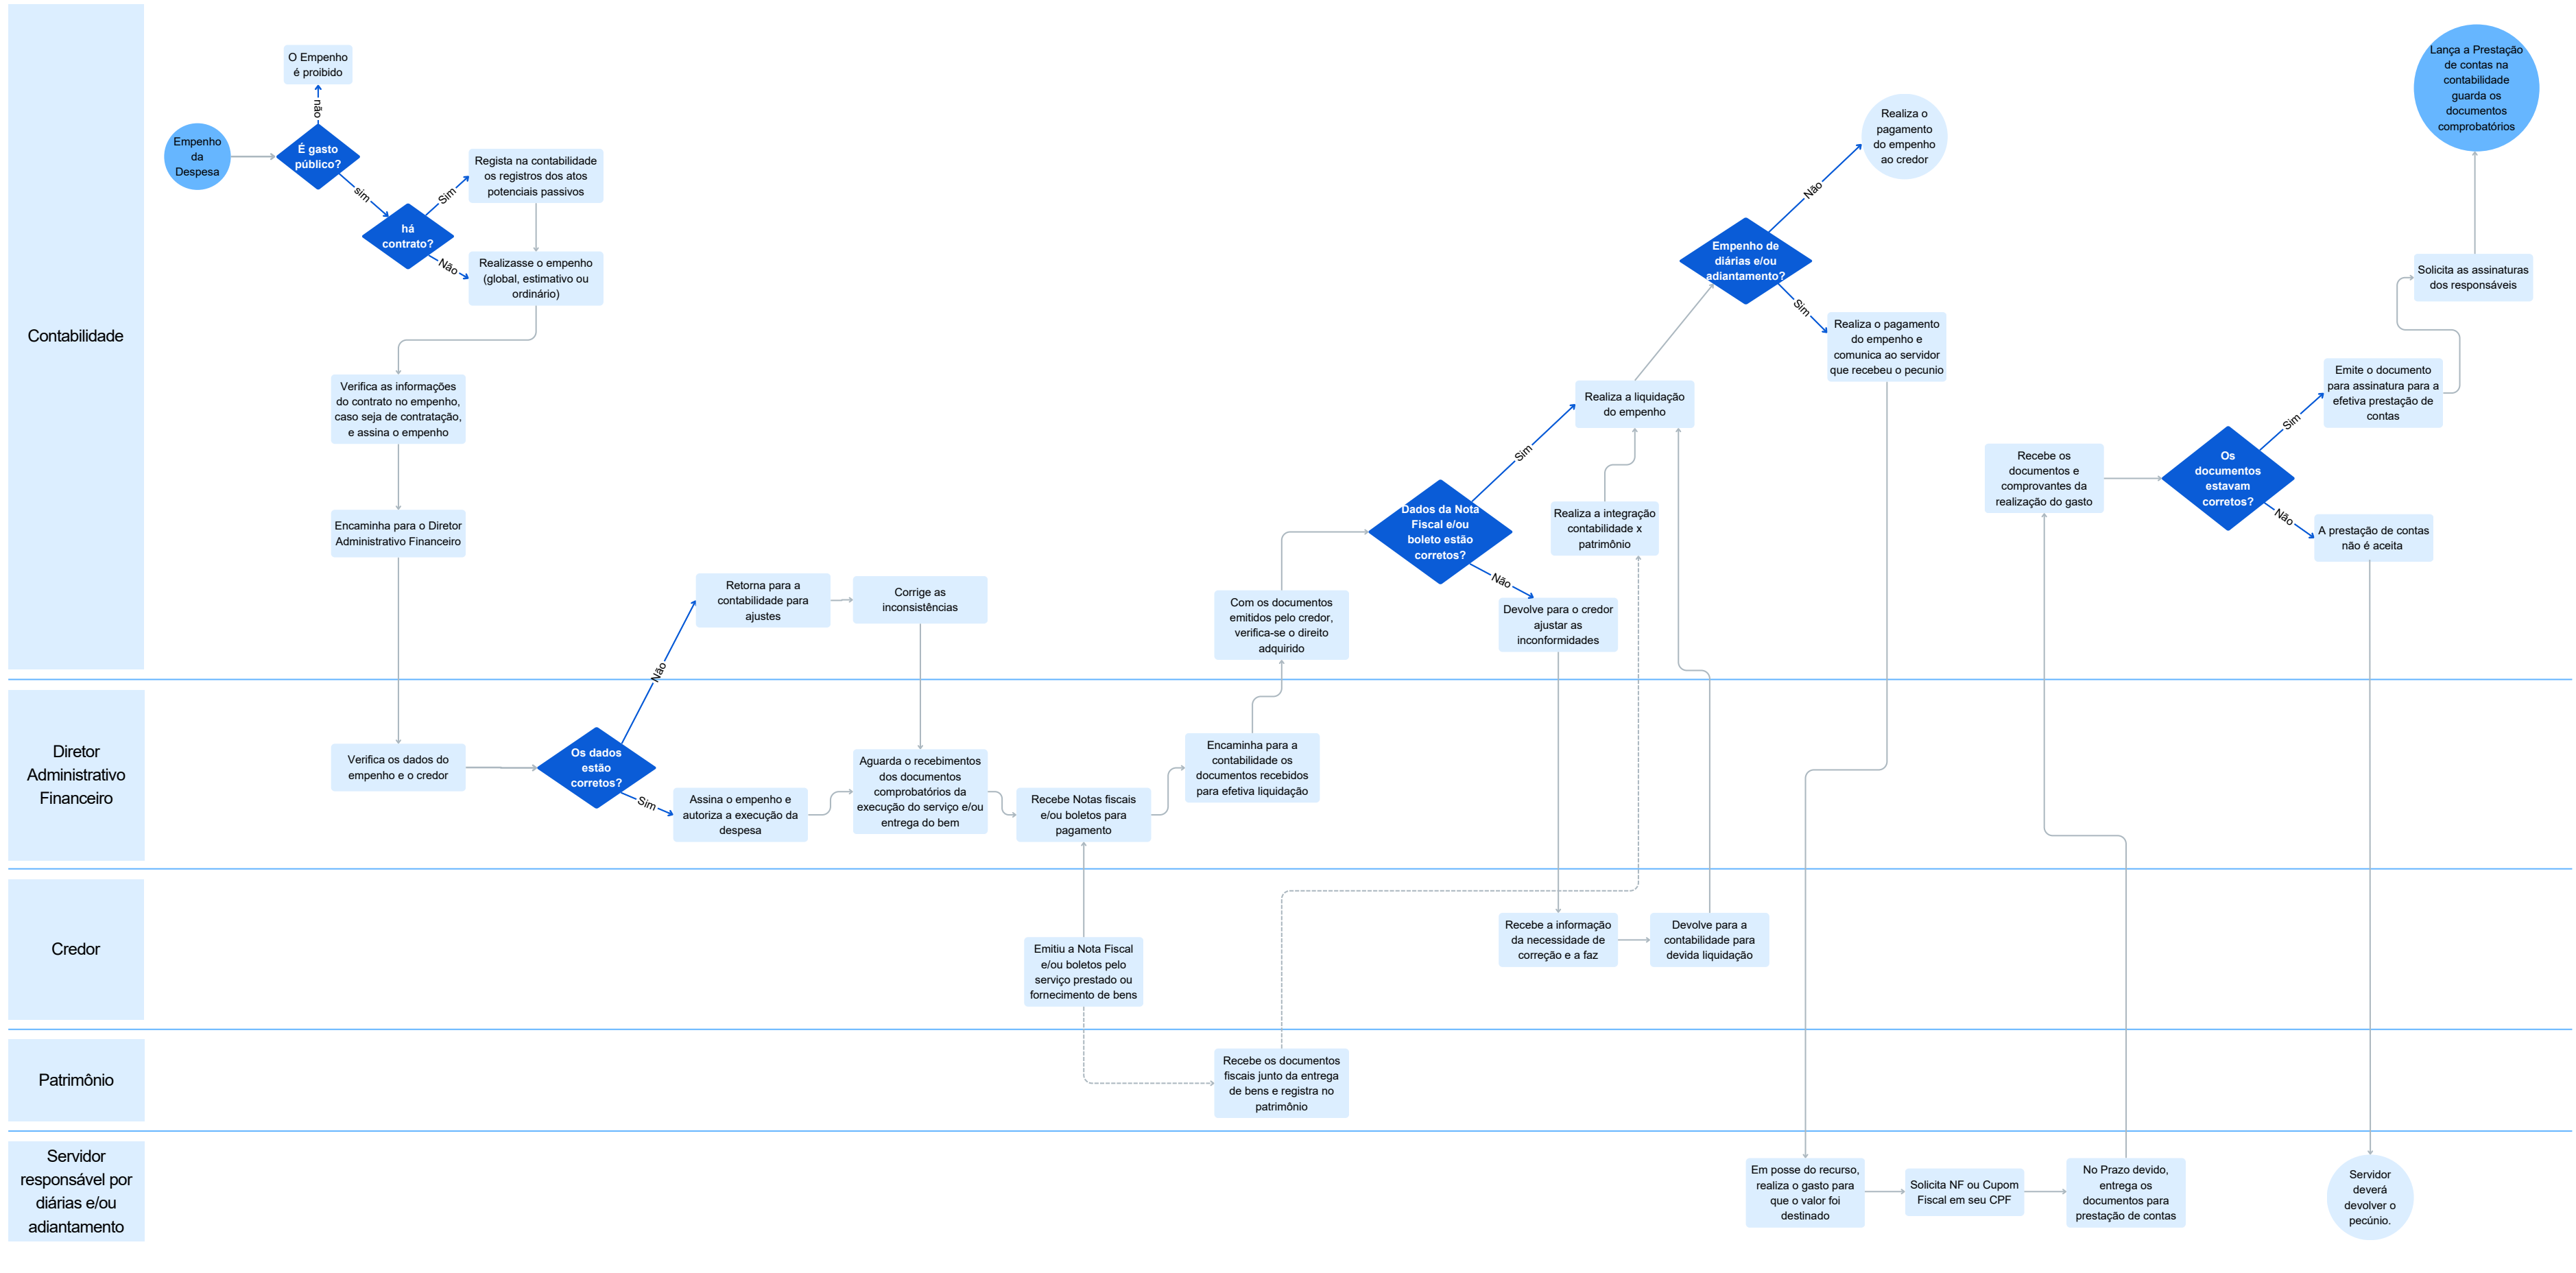 Contabilidade
Empenho
da
Despesa
É gasto
público?
não
O Empenho
é proibido
sim
há
contrato?
Sim
Regista na contabilidade
os registros dos atos
potenciais passivos
Não
Realizasse o empenho
(global, estimativo ou
ordinário)
Verifica as informações
do contrato no empenho,
caso seja de contratação,
e assina o empenho
Encaminha para o Diretor
Administrativo Financeiro
Retorna para a
contabilidade para
ajustes
Corrige as
inconsistências
Com os documentos
emitidos pelo credor,
verifica-se o direito
adquirido
Dados da Nota
Fiscal e/ou
boleto estão
corretos?
Sim
Não
Devolve para o credor
ajustar as
inconformidades
Realiza a integração
contabilidade x
patrimônio
Realiza a liquidação
do empenho
Empenho de
diárias e/ou
adiantamento?
Não
Realiza o
pagamento
do empenho
ao credor
Sim
Realiza o pagamento
do empenho e
comunica ao servidor
que recebeu o pecunio
Recebe os
documentos e
comprovantes da
realização do gasto
Os
documentos
estavam
corretos?
Sim
Emite o documento
para assinatura para a
efetiva prestação de
contas
Não
A prestação de contas
não é aceita
Solicita as assinaturas
dos responsáveis
Lança a Prestação
de contas na
contabilidade
guarda os
documentos
comprobatórios
Diretor
Administrativo
Financeiro
Verifica os dados do
empenho e o credor
Os dados
estão
corretos?
Não
Sim
Assina o empenho e
autoriza a execução da
despesa
Aguarda o recebimentos
dos documentos
comprobatórios da
execução do serviço e/ou
entrega do bem
Recebe Notas fiscais
e/ou boletos para
pagamento
Encaminha para a
contabilidade os
documentos recebidos
para efetiva liquidação
Credor
Emitiu a Nota Fiscal
e/ou boletos pelo
serviço prestado ou
fornecimento de bens
Recebe a informação
da necessidade de
correção e a faz
Devolve para a
contabilidade para
devida liquidação
Patrimônio
Recebe os documentos
fiscais junto da entrega
de bens e registra no
patrimônio
Servidor
responsável por
diárias e/ou
adiantamento
Em posse do recurso,
realiza o gasto para
que o valor foi
destinado
Solicita NF ou Cupom
Fiscal em seu CPF
No Prazo devido,
entrega os
documentos para
prestação de contas
Servidor
deverá
devolver o
pecúnio.